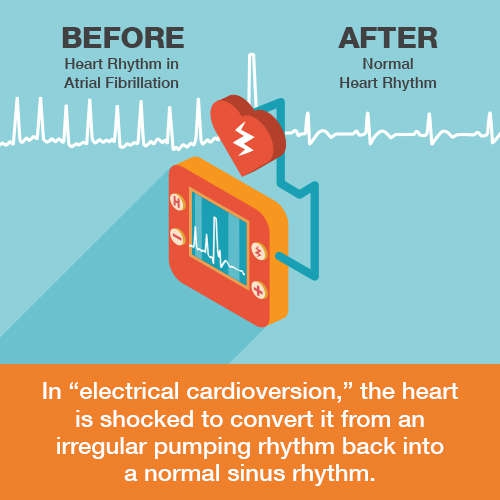 BEFORE
Heart Rhythm in
Atrial Fibrillation
AFTER
Normal
Heart Rhythm
In “electrical cardioversion,” the heart
is shocked to convert it from an
irregular pumping rhythm back into
a normal sinus rhythm.